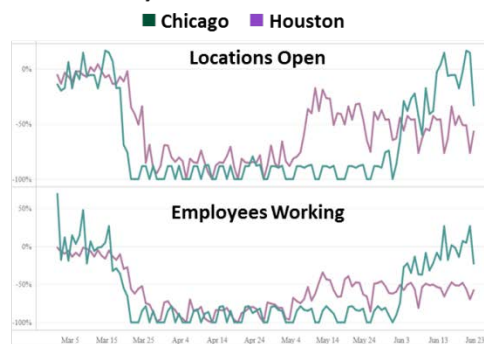 Chicago Houston
Locations Open
0%
-50%
-100%
Employees Working
50%
0%
-50%
-100%
Mar 5 Mar 15 Mar 25 Apr 4 Apr 14 Apr 24 May 4 May 14 May 24 Jun 3 Jun 13 Jun 23